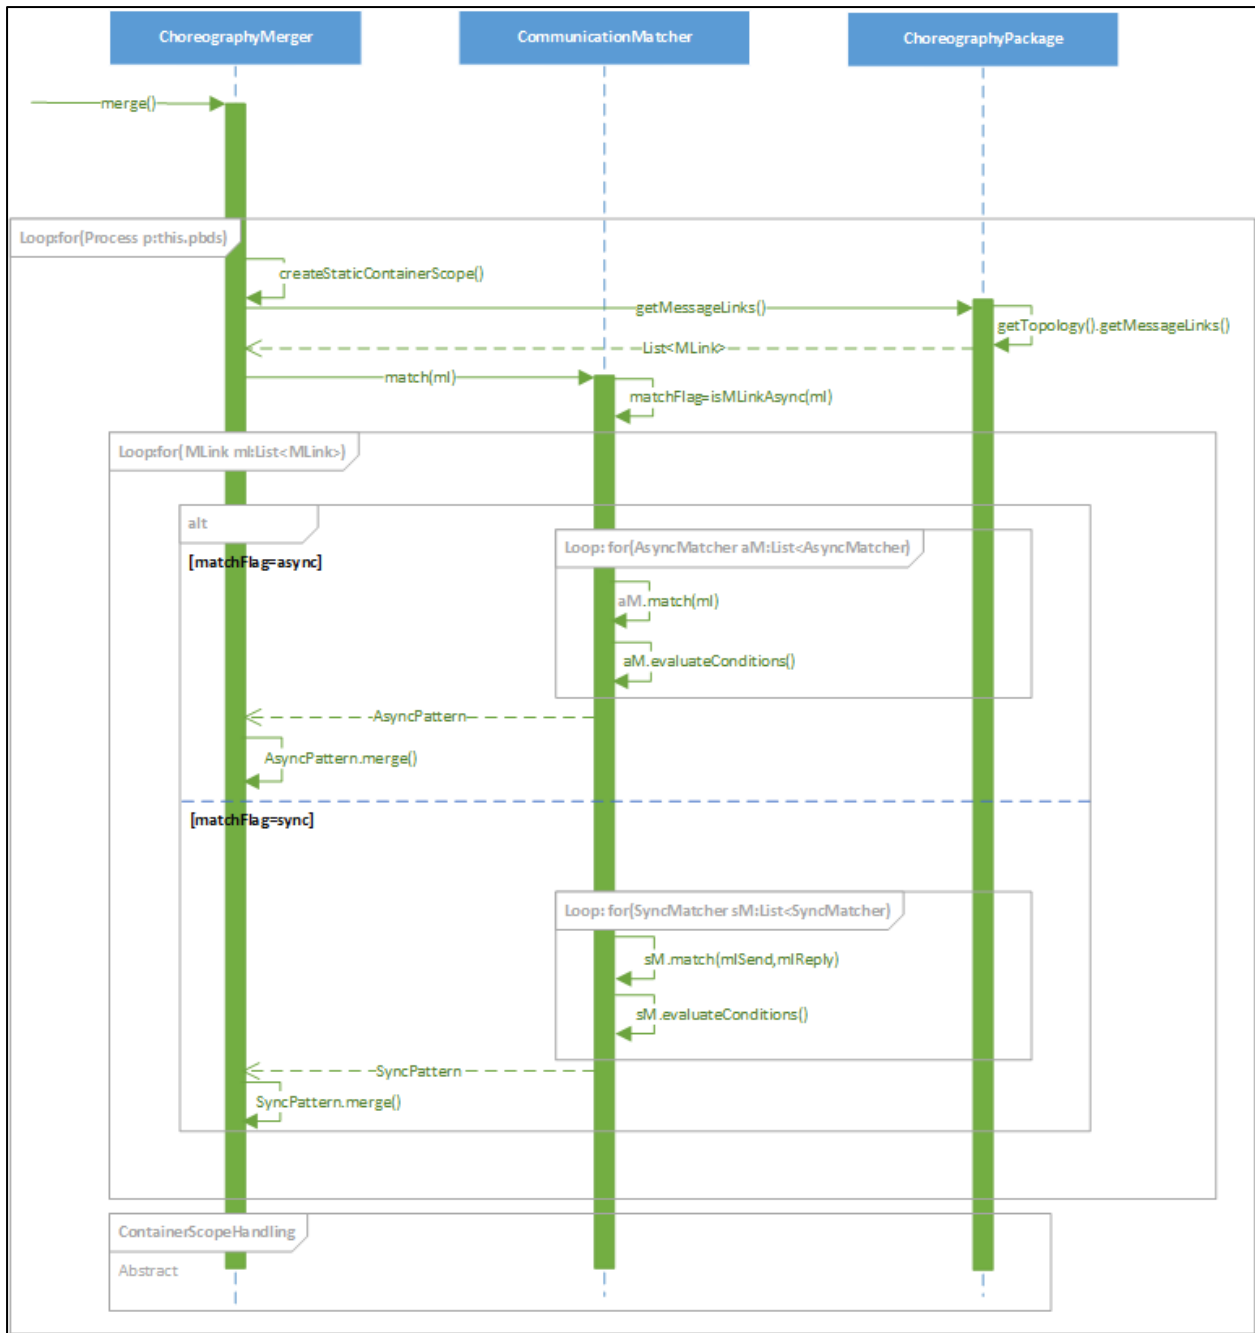 ChoreographyMerger
CommunicationMatcher
ChoreographyPackage
merge()
Loop:for(Process p:this.pbds)
createStaticContainerScope()
getMessageLinks()
getTopology().getMessageLinks()
List<MLink>
match(ml)
matchFlag=isMLinkAsync(ml)
Loop:for(MLink ml:List<MLink>)
alt
[matchFlag=async]
Loop: for(AsyncMatcher aM:List<AsyncMatcher)
aM.match(ml)
aM.evaluateConditions()
AsyncPattern
AsyncPattern.merge()
[matchFlag=sync]
Loop: for(SyncMatcher sM:List<SyncMatcher)
sM.match(mlSend,mlReply)
sM.evaluateConditions()
SyncPattern
SyncPattern.merge()
ContainerScopeHandling
Abstract